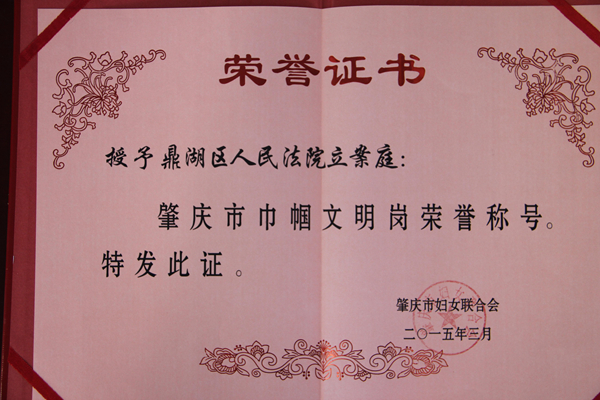 荣誉证书
授予鼎湖区人民法院立案庭：
肇庆市巾帼文明岗荣誉称号。
特发此证。
肇庆市妇女联合会
二〇一五年三月